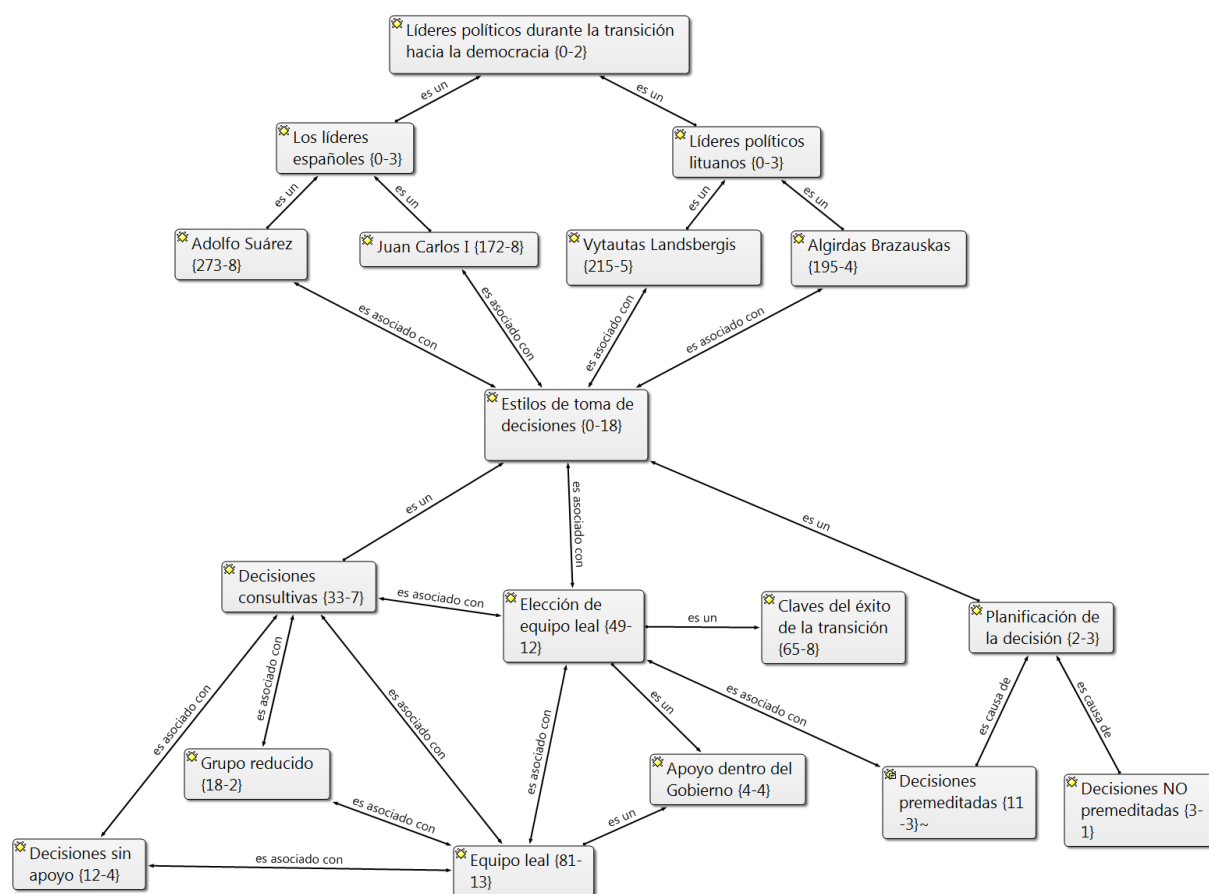 Líderes políticos durante la transición
hacia la democracia {0-2}
es un
es un
Los líderes
españoles {0-3}
Líderes políticos
lituanos {0-3}
es un
es un
es un
es un
Adolfo Suárez
{273-8}
Juan Carlos I {172-8}
Vytautas Landsbergis
{215-5}
Algirdas Brazauskas
{195-4}
es asociado con
es asociado con
es asociado con
es asociado con
Estilos de toma de
decisiones {0-18}
es un
es asociado con
es un
Decisiones
consultivas {33-7}
es asociado con
Elección de
equipo leal {49-
12}
es un
Claves del éxito
de la transición
{65-8}
Planificación de
la decisión {2-3}
es asociado con
es asociado con
es asociado con
es asociado con
es un
es asociado con
es causa de
es causa de
Grupo reducido
{18-2}
Apoyo dentro del
Gobierno {4-4}
Decisiones
premeditadas {11
-3}~
Decisiones NO
premeditadas {3-
1}
es asociado con
es un
Decisiones sin
apoyo {12-4}
es asociado con
Equipo leal {81-
13}